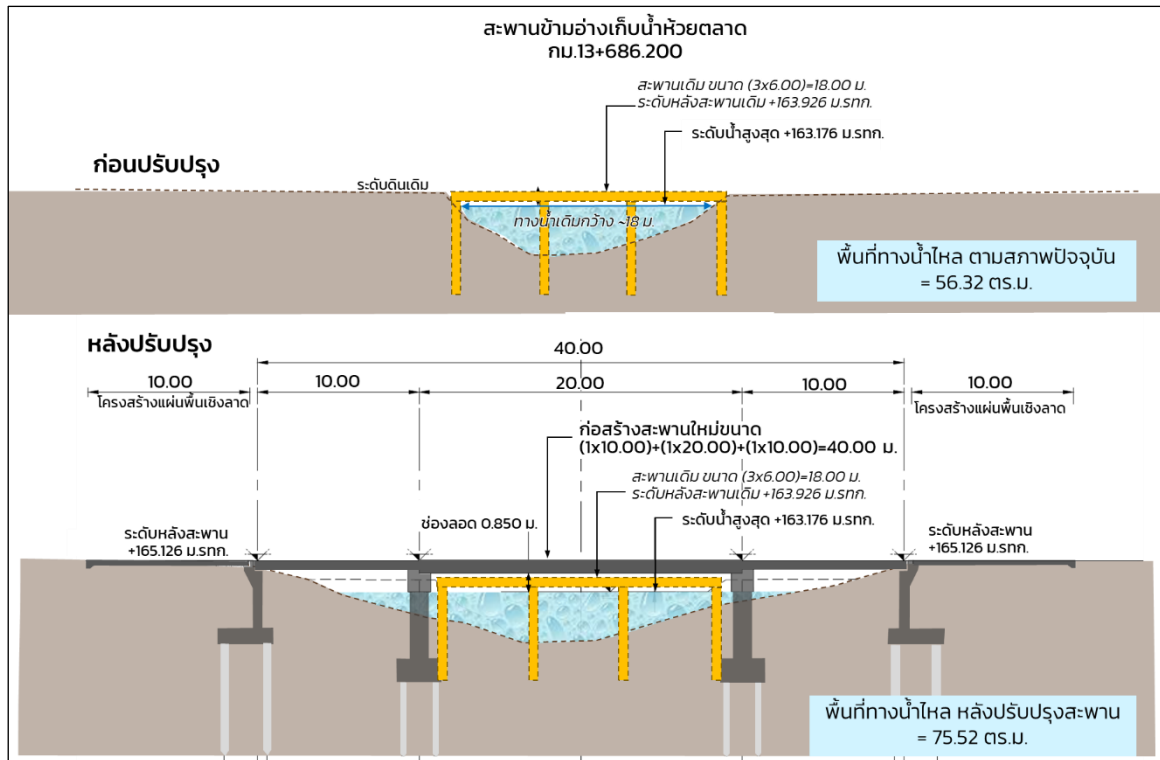 สะพานข้ามอ่างเก็บน้ำห้วยตลาด
กม.13+686.200
สะพานเดิม ขนาด (3x6.00)=18.00 ม.
ระดับหลังสะพานเดิม +163.926 ม.รทก.
ระดับน้ำสูงสุด +163.176 ม.รทก.
ก่อนปรับปรุง
ระดับดินเดิม
ทางน้ำเดิมกว้าง ~18 ม.
พื้นที่ทางน้ำไหล ตามสภาพปัจจุบัน
= 56.32 ตร.ม.
หลังปรับปรุง
40.00
10.00
10.00
20.00
10.00
10.00
โครงสร้างแผ่นพื้นเชิงลาด
โครงสร้างแผ่นพื้นเชิงลาด
ก่อสร้างสะพานใหม่ขนาด
(1x10.00)+(1x20.00)+(1x10.00)=40.00 ม.
สะพานเดิม ขนาด (3x6.00)=18.00 ม.
ระดับหลังสะพานเดิม +163.926 ม.รทก.
ช่องลอด 0.850 ม.
ระดับน้ำสูงสุด +163.176 ม.รทก.
ระดับหลังสะพาน
+165.126 ม.รทก.
ระดับหลังสะพาน
+165.126 ม.รทก.
พื้นที่ทางน้ำไหล หลังปรับปรุงสะพาน
= 75.52 ตร.ม.